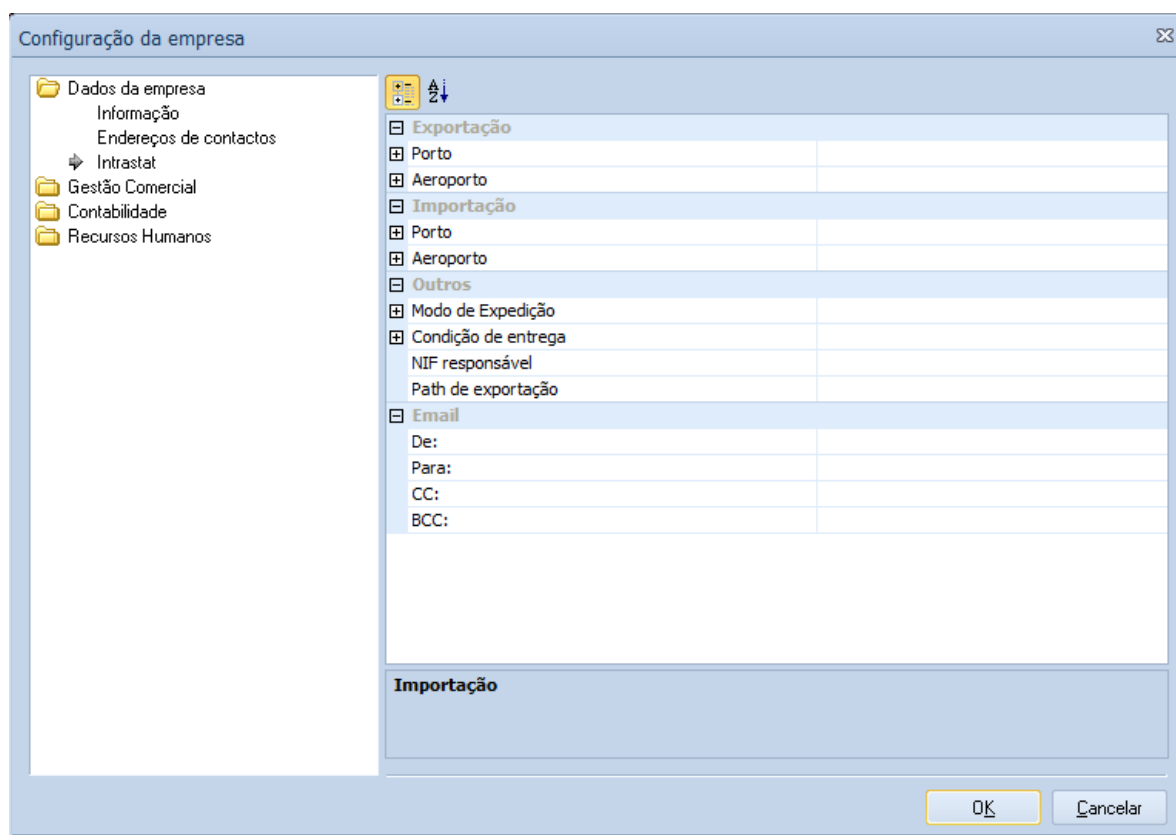 Configuração da empresa
Dados da empresa
Informação
Endereços de contactos
Intrastat
Gestão Comercial
Contabilidade
Recursos Humanos
A
Z
Exportação
Porto
Aeroporto
Importação
Porto
Aeroporto
Outros
Modo de Expedição
Condição de entrega
NIF responsável
Path de exportação
Email
De:
Para:
CC:
BCC:
Importação
OK
Cancelar